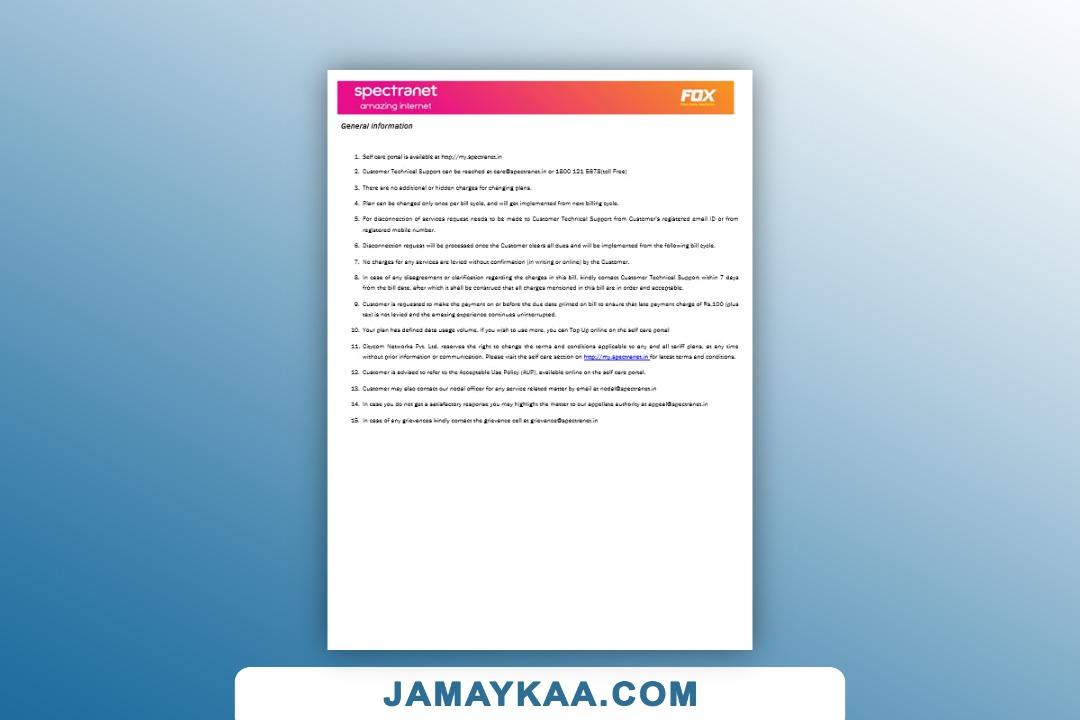 spectranet
amazing internet
FOX
General information
1. Self care portal is available at http://my.spectranet.in
2. Customer Technical Support can be reached at care@spectranet.in or 1800 121 5678(toll Free)
3. There are no additional or hidden charges for changing plans.
4. Plan can be changed only once per bill cycle, and will get implemented from next billing cycle.
5. For disconnection of services request needs to be made to Customer Technical Support from Customer's registered email ID or from
registered mobile number.
6. Disconnection request will be processed once the Customer clears all dues and will be implemented from the following bill cycle.
7. No charges for any services are levied without confirmation (in writing or online) by the Customer.
8. In case of any disagreement or clarification regarding the charges in this bill, kindly contact Customer Technical Support within 7 days
from the bill date, after which it shall be construed that all charges mentioned in this bill are in order and acceptable.
9. Customer is requested to make the payment on or before the due date printed on bill to ensure that late payment charge of Rs.100 (plus
tax) is not levied and the amazing experience continues uninterrupted.
10. Your plan has defined data usage volume. If you wish to use more, you can Top Up online on the self care portal
11. Citycom Networks Pvt. Ltd. reserves the right to change the terms and conditions applicable to any and all tariff plans, at any time
without prior information or communication. Please visit the self care section on http://my.spectranet.in for latest terms and conditions.
12. Customer is advised to refer to the Acceptable Use Policy (AUP), available online on the self care portal.
13. Customer may also contact our nodal officer for any service related matter by email at nodal@spectranet.in
14. In case you do not get a satisfactory response you may highlight the matter to our appellate authority at appeal@spectranet.in
15. In case of any grievances kindly contact the grievance cell at grievance@spectranet.in
JAMAYKAA.COM